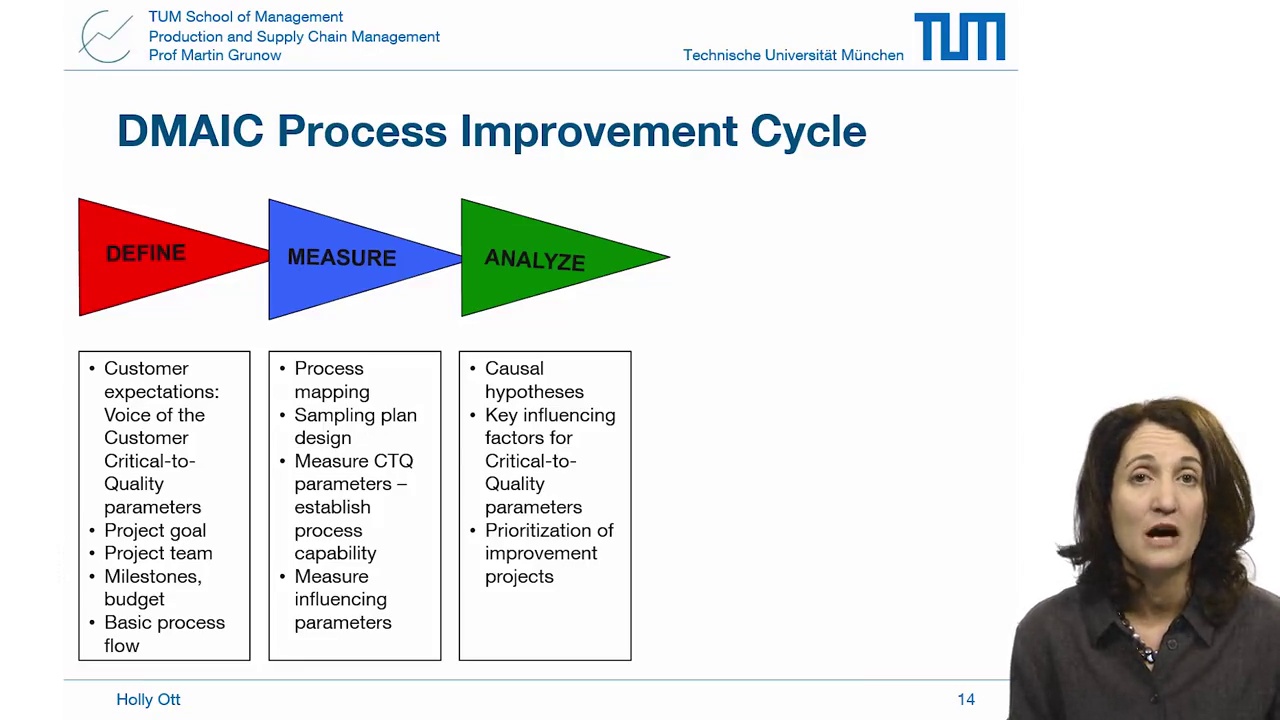 TUM School of Management
Production and Supply Chain Management
Prof Martin Grunow
Technische Universität München
TUM
DMAIC Process Improvement Cycle
DEFINE
MEASURE
ANALYZE
• Customer
expectations:
Voice of the
Customer
Critical-to-
Quality
parameters
• Project goal
• Project team
• Milestones,
budget
• Basic process
flow
• Process
mapping
• Sampling plan
design
• Measure CTQ
parameters –
establish
process
capability
• Measure
influencing
parameters
• Causal
hypotheses
• Key influencing
factors for
Critical-to-
Quality
parameters
• Prioritization of
improvement
projects
Holly Ott
14